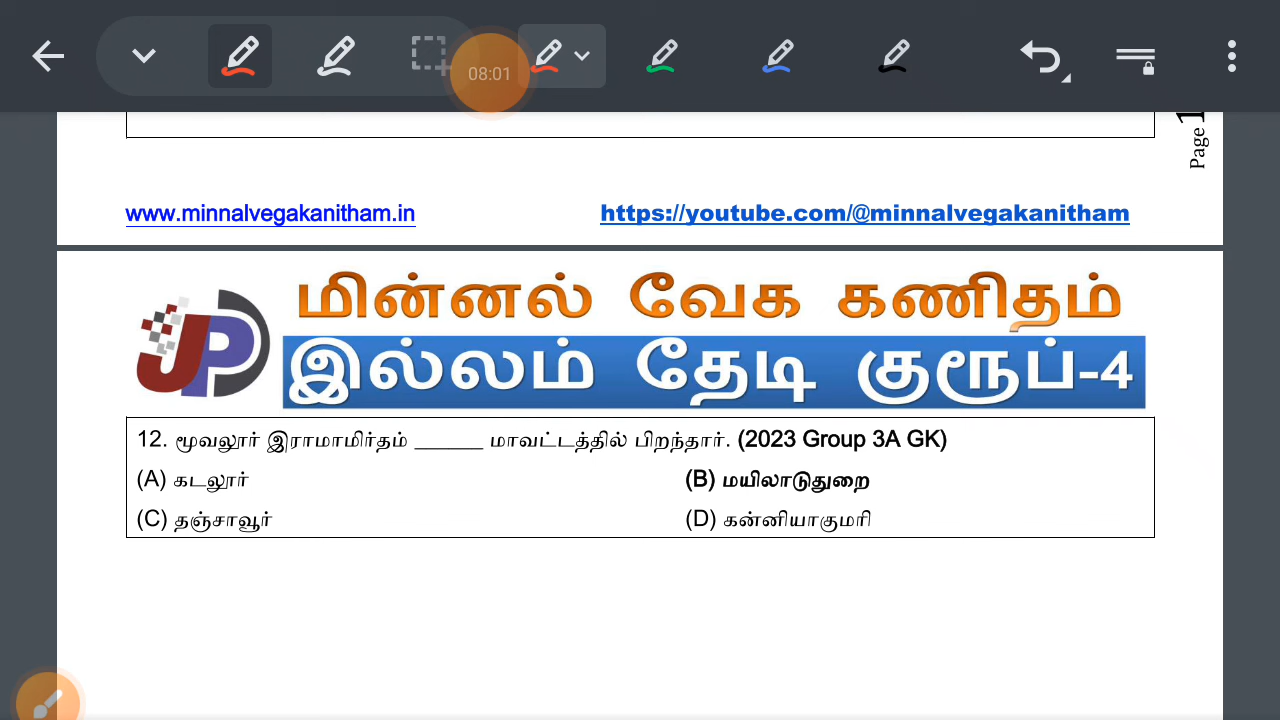 08:01
Page 1
www.minnalvegakanitham.in
https://youtube.com/@minnalvegakanitham
JP
மின்னல் வேக கணிதம்
இல்லம் தேடி குரூப்-4
12. மூவலூர் இராமாமிர்தம் ______ மாவட்டத்தில் பிறந்தார். (2023 Group 3A GK)
(A) கடலூர் (B) மயிலாடுதுறை
(C) தஞ்சாவூர் (D) கன்னியாகுமரி